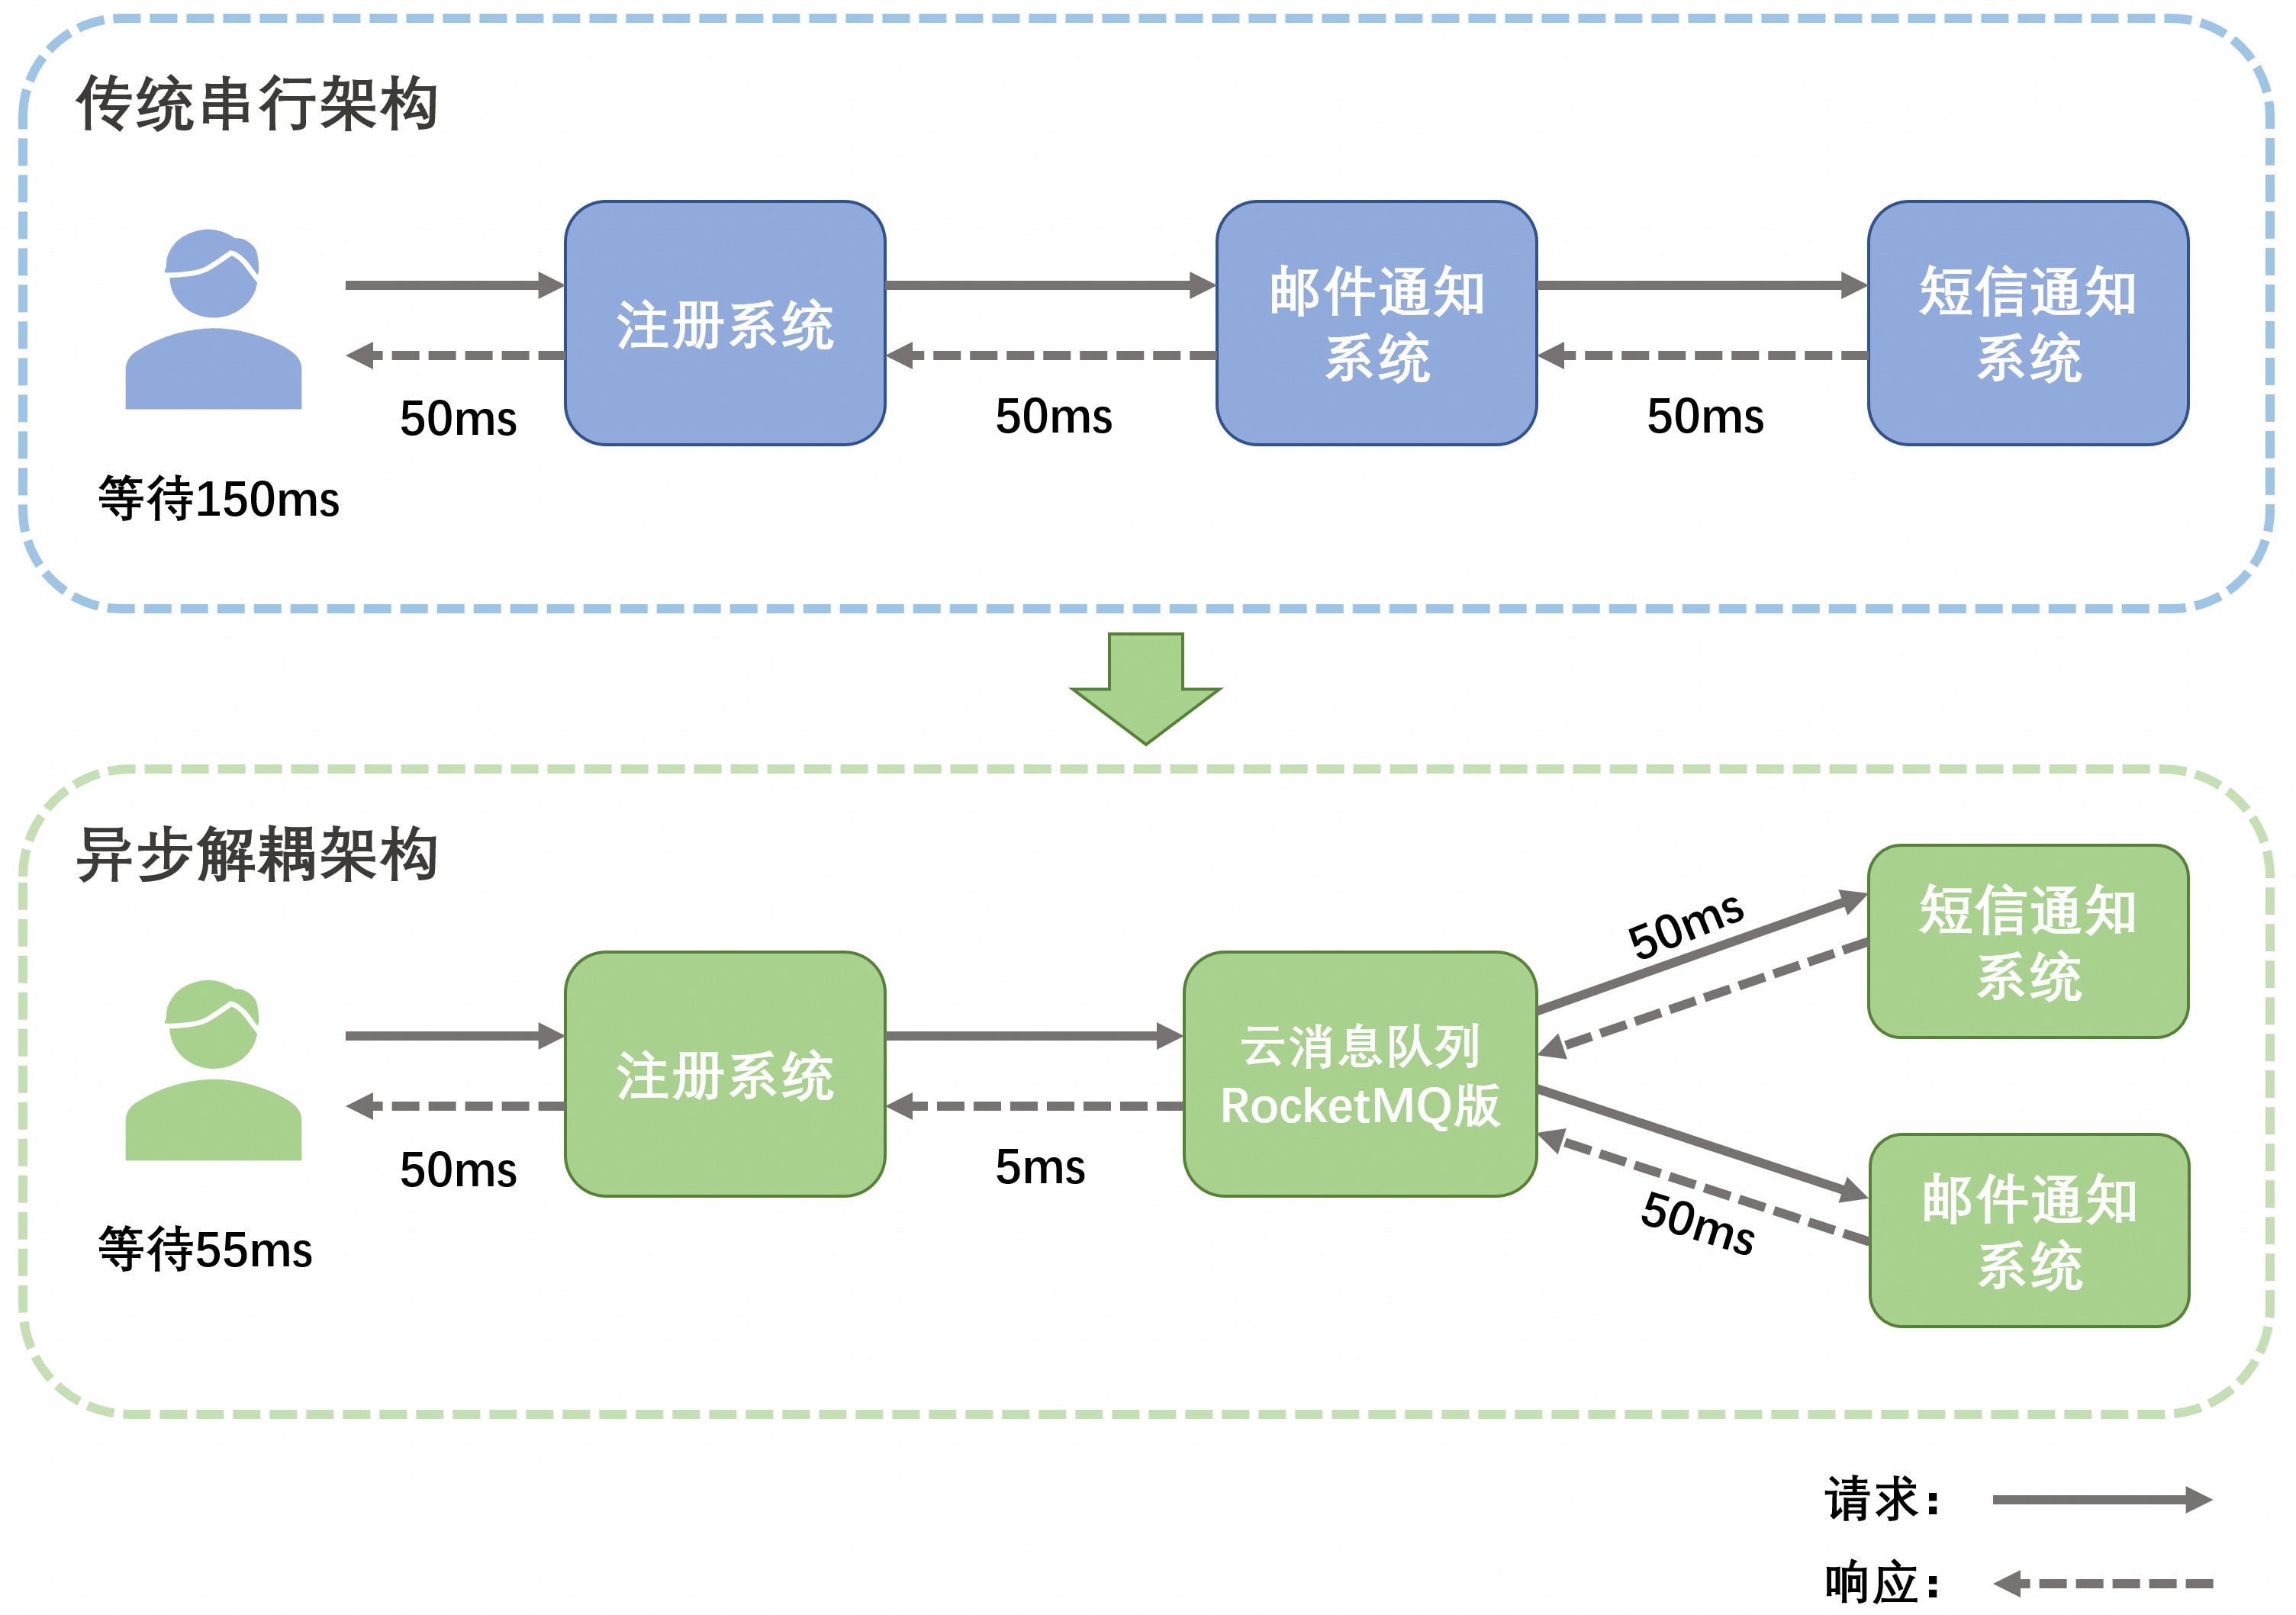 传统串行架构
注册系统
邮件通知
系统
短信通知
系统
50ms
50ms
50ms
等待150ms
异步解耦架构
注册系统
云消息队列
RocketMQ版
短信通知
系统
邮件通知
系统
50ms
5ms
50ms
50ms
等待55ms
请求：
响应：